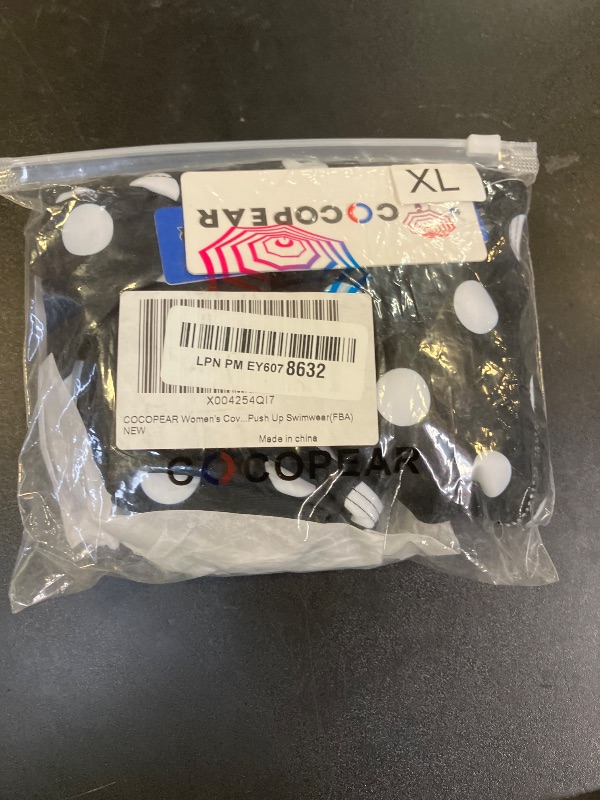 XL
COCOPEAR
LPN PM EY607 8632
X004254QI7
COCOPEAR Women's Cov...Push Up Swimwear(FBA)
NEW
Made in china
COCOPEAR